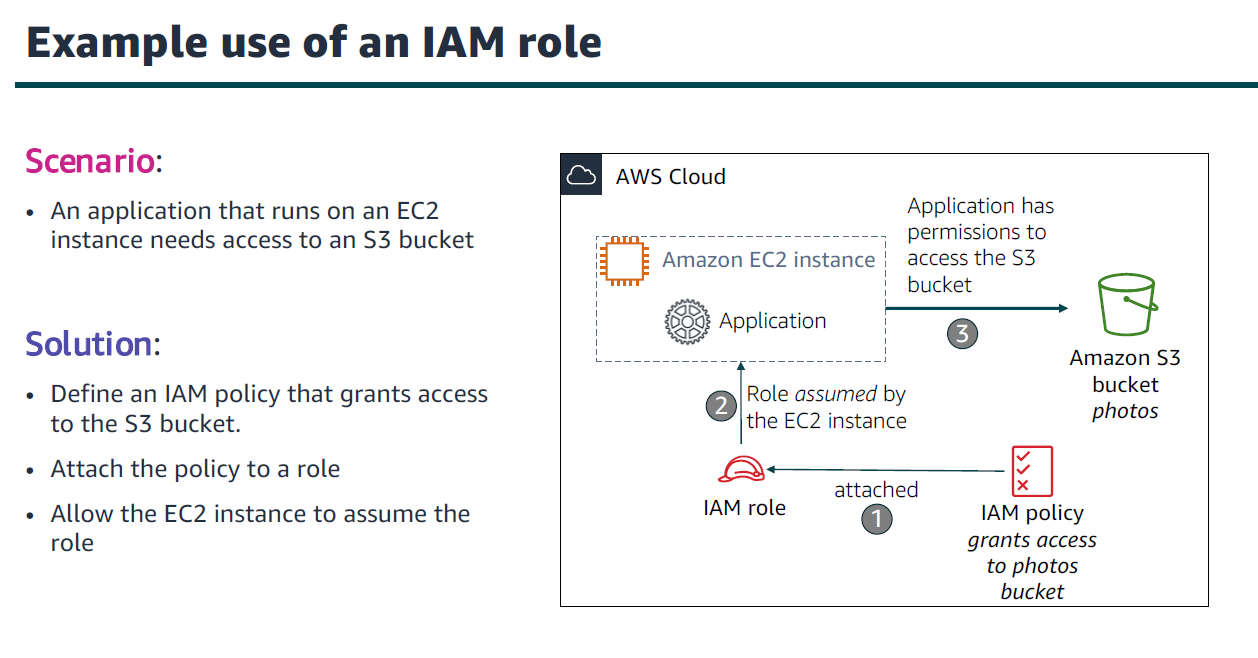 Example use of an IAM role
Scenario:
• An application that runs on an EC2
instance needs access to an S3 bucket
Solution:
• Define an IAM policy that grants access
to the S3 bucket.
• Attach the policy to a role
• Allow the EC2 instance to assume the
role
AWS Cloud
Amazon EC2 instance
Application
Application has
permissions to
access the S3
bucket
3
Amazon S3
bucket
photos
2
Role assumed by
the EC2 instance
IAM role
attached
1
IAM policy
grants access
to photos
bucket